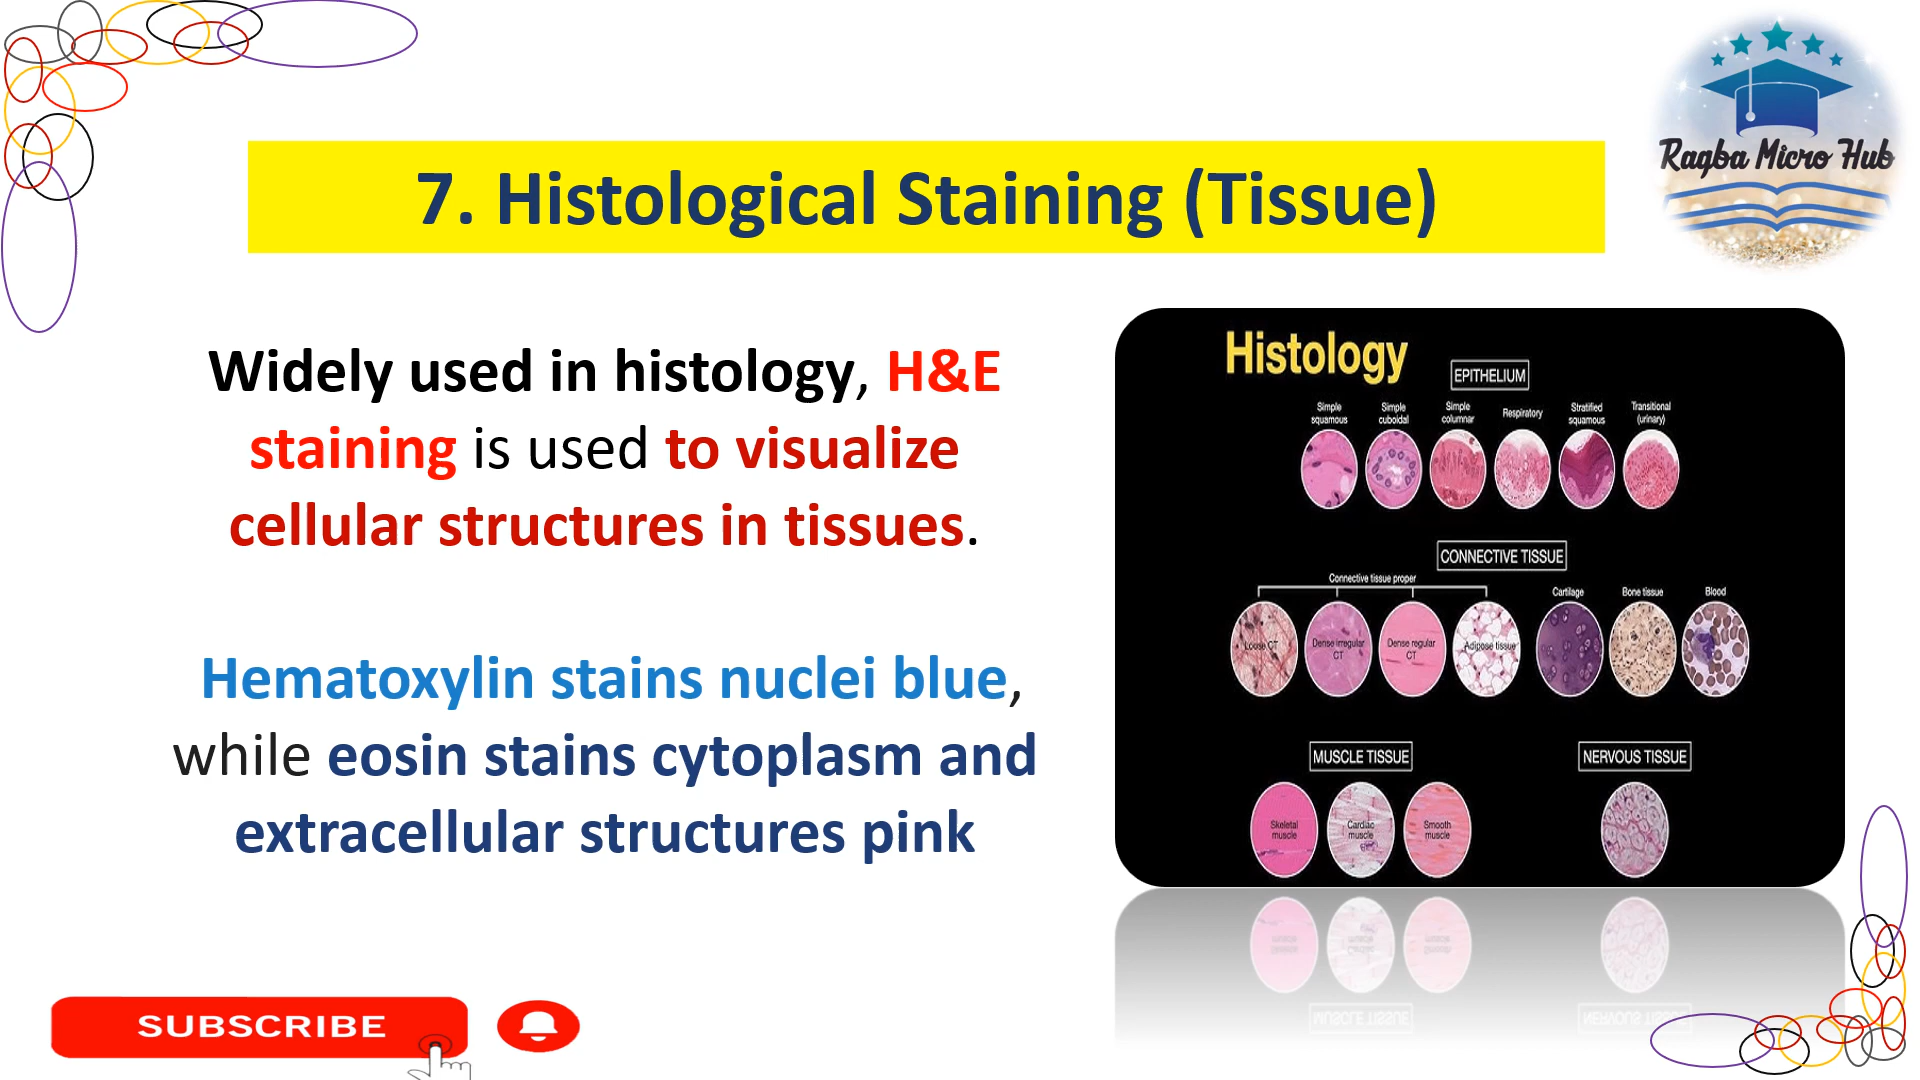 Ragba Micro Hub
7. Histological Staining (Tissue)
Widely used in histology, H&E
staining is used to visualize
cellular structures in tissues.
Hematoxylin stains nuclei blue,
while eosin stains cytoplasm and
extracellular structures pink
Histology
EPITHELIUM
Simple squamous
Simple cuboidal
Simple columnar
Respiratory
Stratified squamous
Transitional (urinary)
CONNECTIVE TISSUE
Connective tissue proper
Loose CT
Dense irregular CT
Dense regular CT
Adipose tissue
Cartilage
Bone tissue
Blood
MUSCLE TISSUE
Skeletal muscle
Cardiac muscle
Smooth muscle
NERVOUS TISSUE
SUBSCRIBE